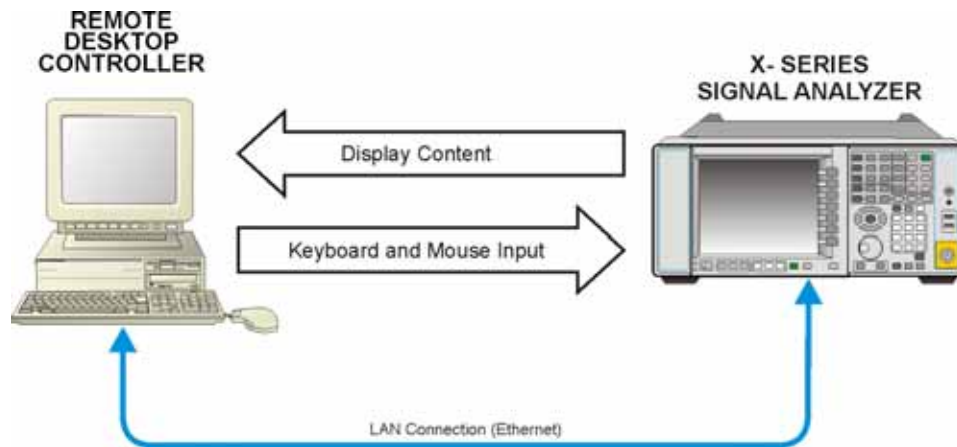 REMOTE
DESKTOP
CONTROLLER
X- SERIES
SIGNAL ANALYZER
Display Content
Keyboard and Mouse Input
LAN Connection (Ethernet)